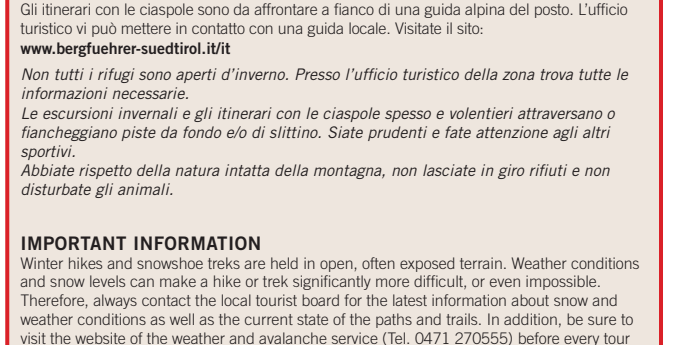 Gli itinerari con le ciaspole sono da affrontare a fianco di una guida alpina del posto. L’ufficio
turistico vi può mettere in contatto con una guida locale. Visitate il sito:
www.bergfuehrer-suedtirol.it/it
Non tutti i rifugi sono aperti d’inverno. Presso l’ufficio turistico della zona trova tutte le
informazioni necessarie.
Le escursioni invernali e gli itinerari con le ciaspole spesso e volentieri attraversano o
fiancheggiano piste da fondo e/o di slittino. Siate prudenti e fate attenzione agli altri
sportivi.
Abbiate rispetto della natura intatta della montagna, non lasciate in giro rifiuti e non
disturbate gli animali.
IMPORTANT INFORMATION
Winter hikes and snowshoe treks are held in open, often exposed terrain. Weather conditions
and snow levels can make a hike or trek significantly more difficult, or even impossible.
Therefore, always contact the local tourist board for the latest information about snow and
weather conditions as well as the current state of the paths and trails. In addition, be sure to
visit the website of the weather and avalanche service (Tel. 0471 270555) before every tour